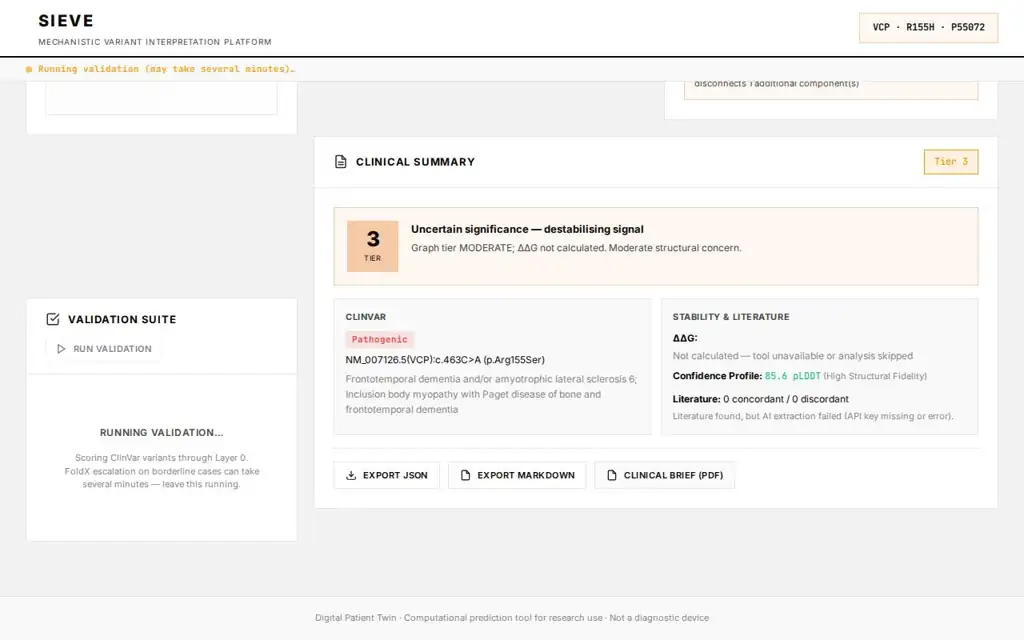 SIEVE
MECHANISTIC VARIANT INTERPRETATION PLATFORM
VCP · R155H · P55072
Running validation (may take several minutes)…
disconnects 1 additional component(s)
CLINICAL SUMMARY
Tier 3
3
TIER
Uncertain significance — destabilising signal
Graph tier MODERATE; ΔΔG not calculated. Moderate structural concern.
CLINVAR
Pathogenic
NM_007126.5(VCP):c.463C>A (p.Arg155Ser)
Frontotemporal dementia and/or amyotrophic lateral sclerosis 6;
Inclusion body myopathy with Paget disease of bone and
frontotemporal dementia
STABILITY & LITERATURE
ΔΔG:
Not calculated — tool unavailable or analysis skipped
Confidence Profile: 85.6 pLDDT (High Structural Fidelity)
Literature: 0 concordant / 0 discordant
Literature found, but AI extraction failed (API key missing or error).
EXPORT JSON
EXPORT MARKDOWN
CLINICAL BRIEF (PDF)
VALIDATION SUITE
RUN VALIDATION
RUNNING VALIDATION…
Scoring ClinVar variants through Layer 0.
FoldX escalation on borderline cases can take
several minutes — leave this running.
Digital Patient Twin · Computational prediction tool for research use · Not a diagnostic device